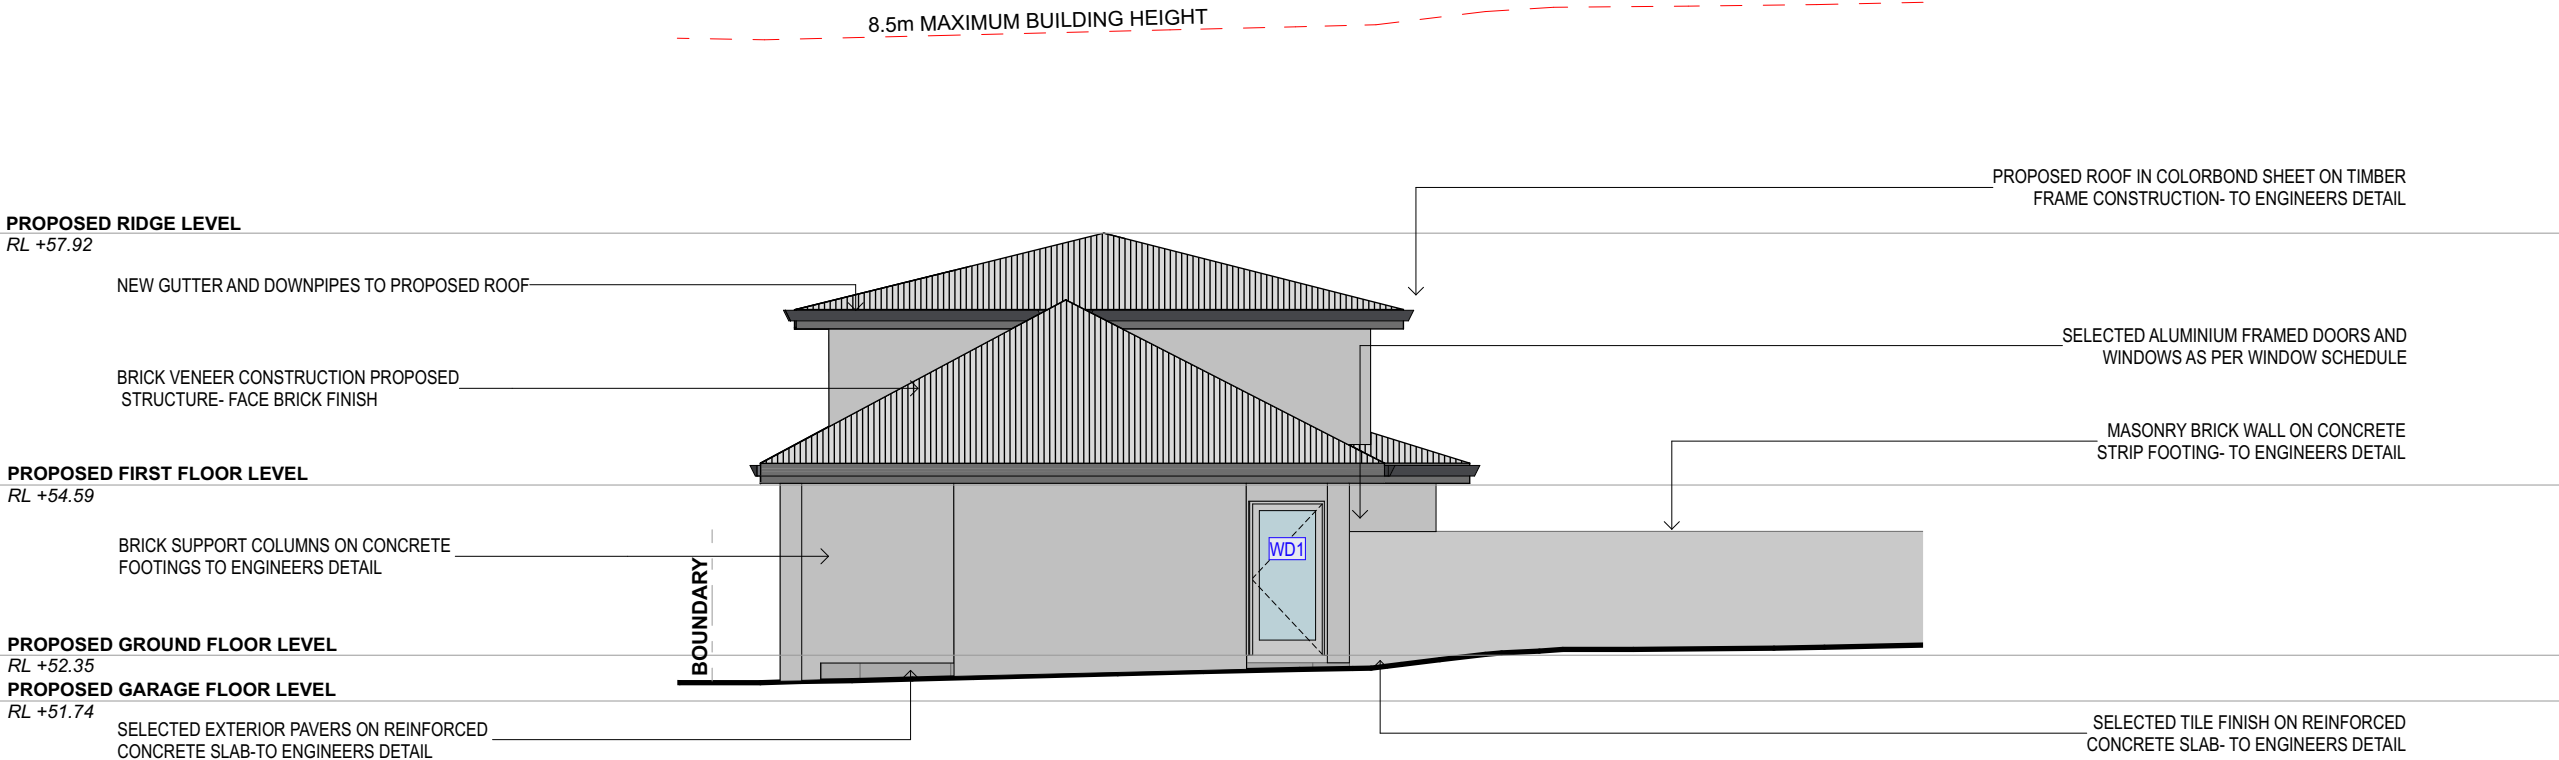 8.5m MAXIMUM BUILDING HEIGHT
PROPOSED ROOF IN COLORBOND SHEET ON TIMBER
FRAME CONSTRUCTION- TO ENGINEERS DETAIL
PROPOSED RIDGE LEVEL
RL +57.92
NEW GUTTER AND DOWNPIPES TO PROPOSED ROOF
SELECTED ALUMINIUM FRAMED DOORS AND
WINDOWS AS PER WINDOW SCHEDULE
BRICK VENEER CONSTRUCTION PROPOSED
STRUCTURE- FACE BRICK FINISH
MASONRY BRICK WALL ON CONCRETE
STRIP FOOTING- TO ENGINEERS DETAIL
PROPOSED FIRST FLOOR LEVEL
RL +54.59
BRICK SUPPORT COLUMNS ON CONCRETE
FOOTINGS TO ENGINEERS DETAIL
WD1
BOUNDARY
PROPOSED GROUND FLOOR LEVEL
RL +52.35
PROPOSED GARAGE FLOOR LEVEL
RL +51.74
SELECTED EXTERIOR PAVERS ON REINFORCED
CONCRETE SLAB-TO ENGINEERS DETAIL
SELECTED TILE FINISH ON REINFORCED
CONCRETE SLAB- TO ENGINEERS DETAIL